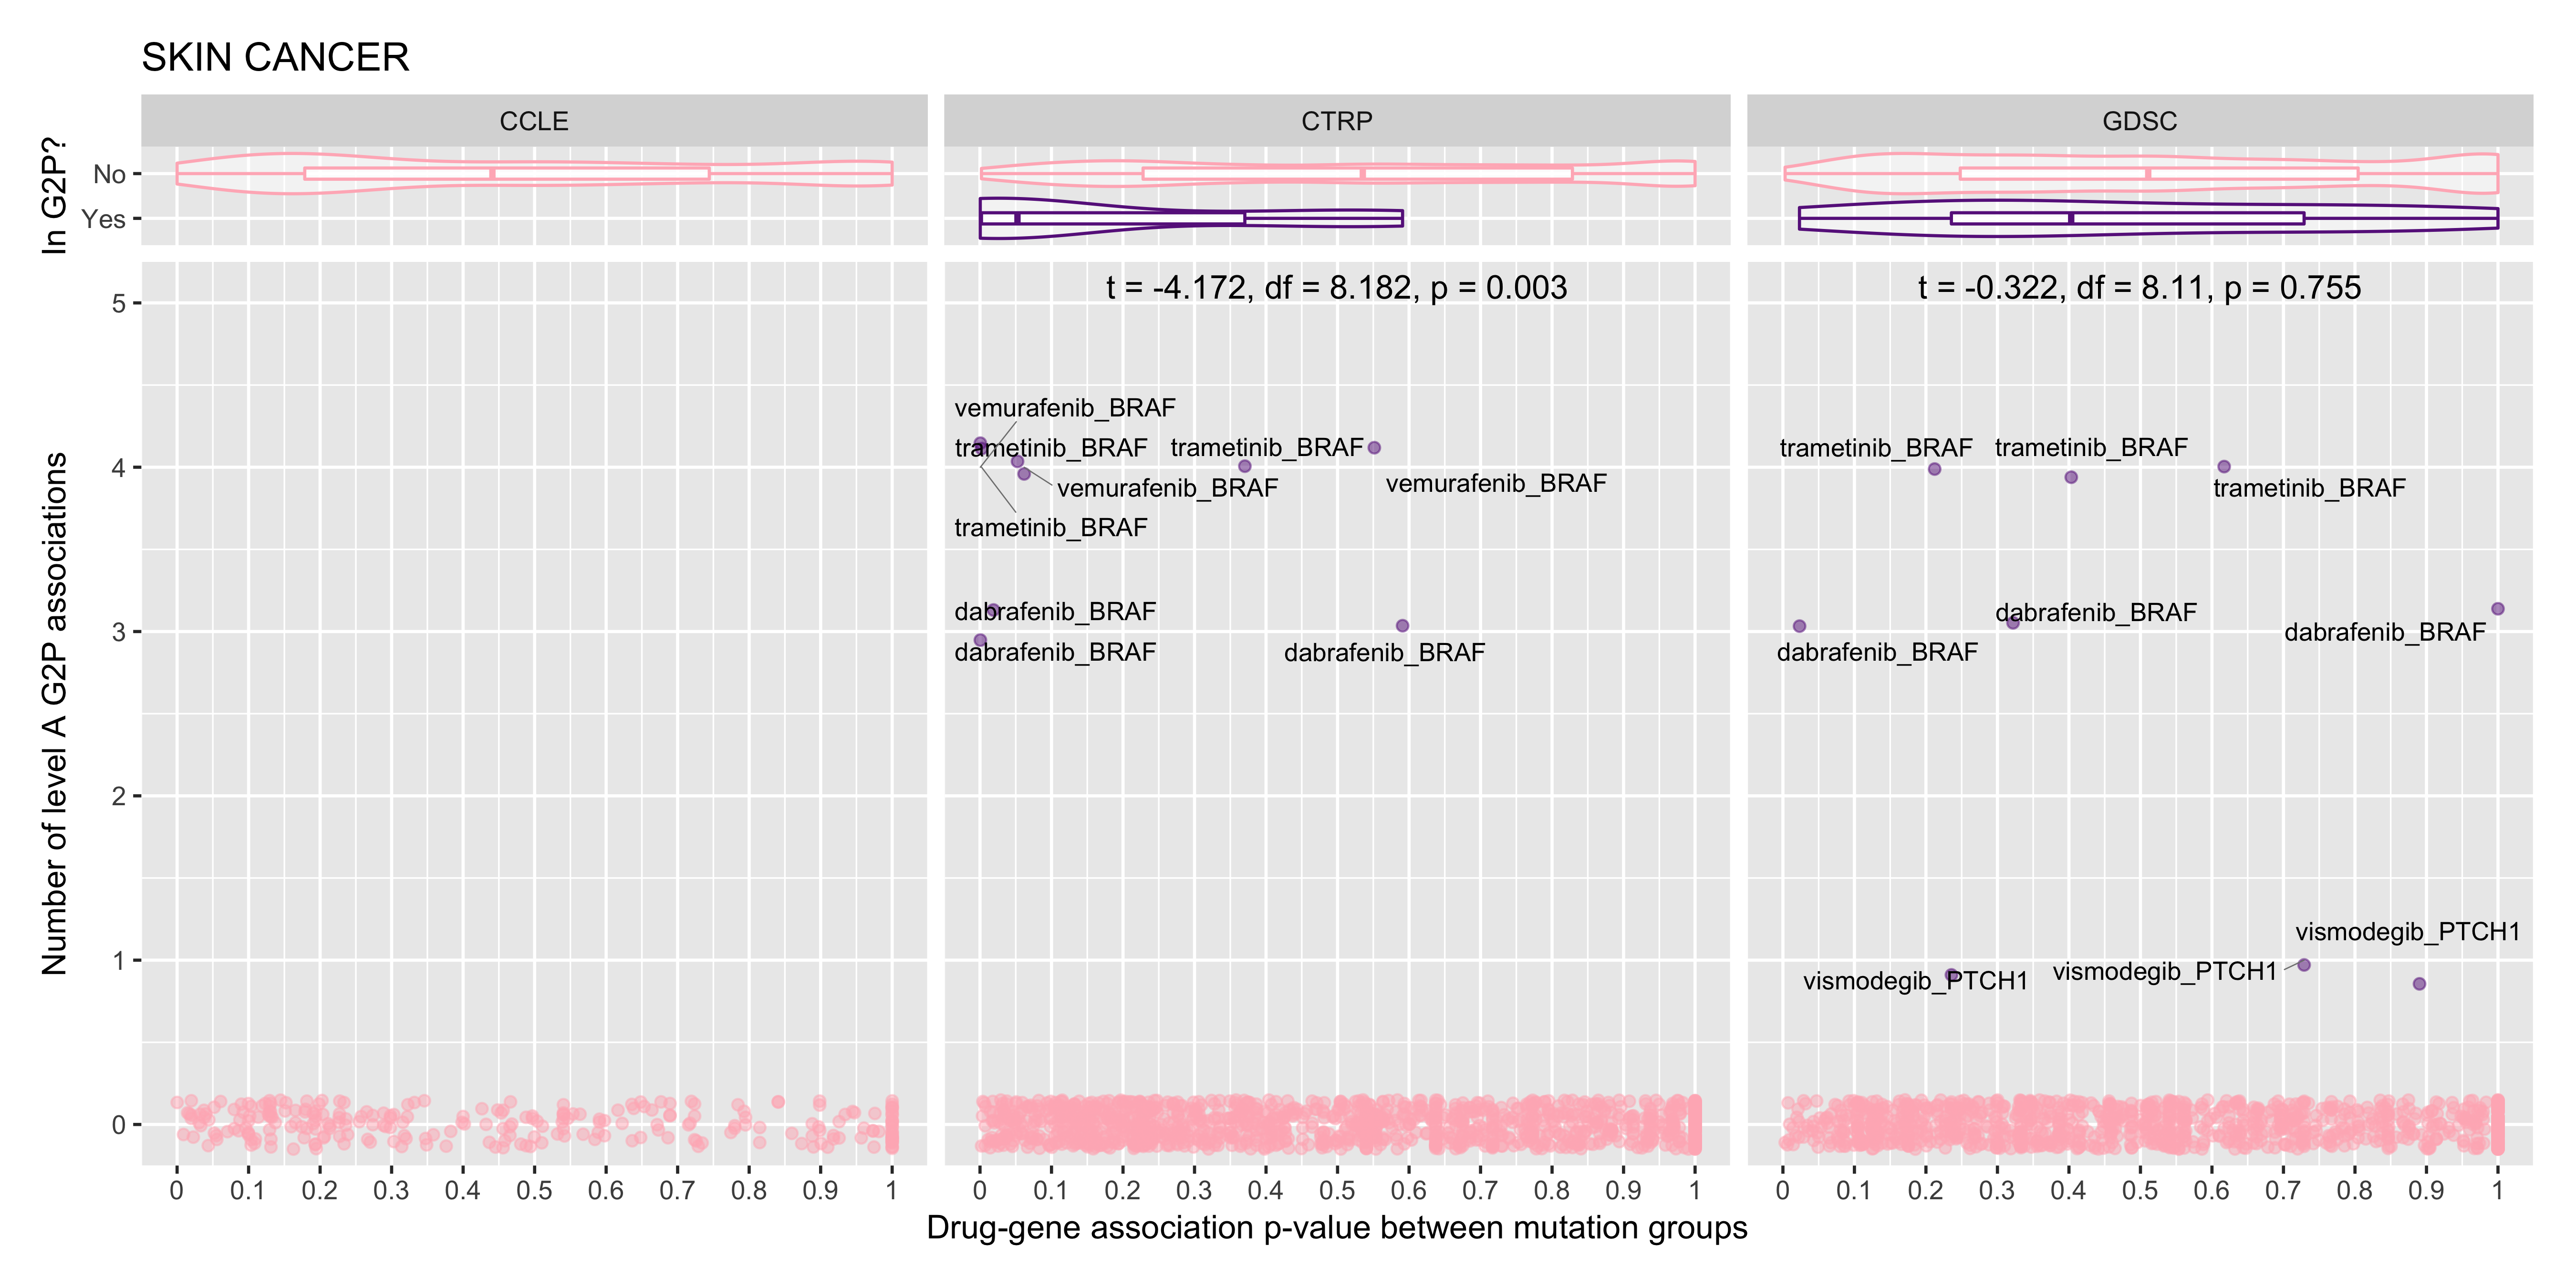 SKIN CANCER
CCLE
CTRP
GDSC
In G2P?
No
Yes
t = -4.172, df = 8.182, p = 0.003
t = -0.322, df = 8.11, p = 0.755
Number of level A G2P associations
5
4
3
2
1
0
vemurafenib_BRAF
trametinib_BRAF
trametinib_BRAF
vemurafenib_BRAF
vemurafenib_BRAF
trametinib_BRAF
dabrafenib_BRAF
dabrafenib_BRAF
dabrafenib_BRAF
trametinib_BRAF
trametinib_BRAF
trametinib_BRAF
dabrafenib_BRAF
dabrafenib_BRAF
dabrafenib_BRAF
vismodegib_PTCH1
vismodegib_PTCH1
vismodegib_PTCH1
0 0.1 0.2 0.3 0.4 0.5 0.6 0.7 0.8 0.9 1
0 0.1 0.2 0.3 0.4 0.5 0.6 0.7 0.8 0.9 1
0 0.1 0.2 0.3 0.4 0.5 0.6 0.7 0.8 0.9 1
Drug-gene association p-value between mutation groups